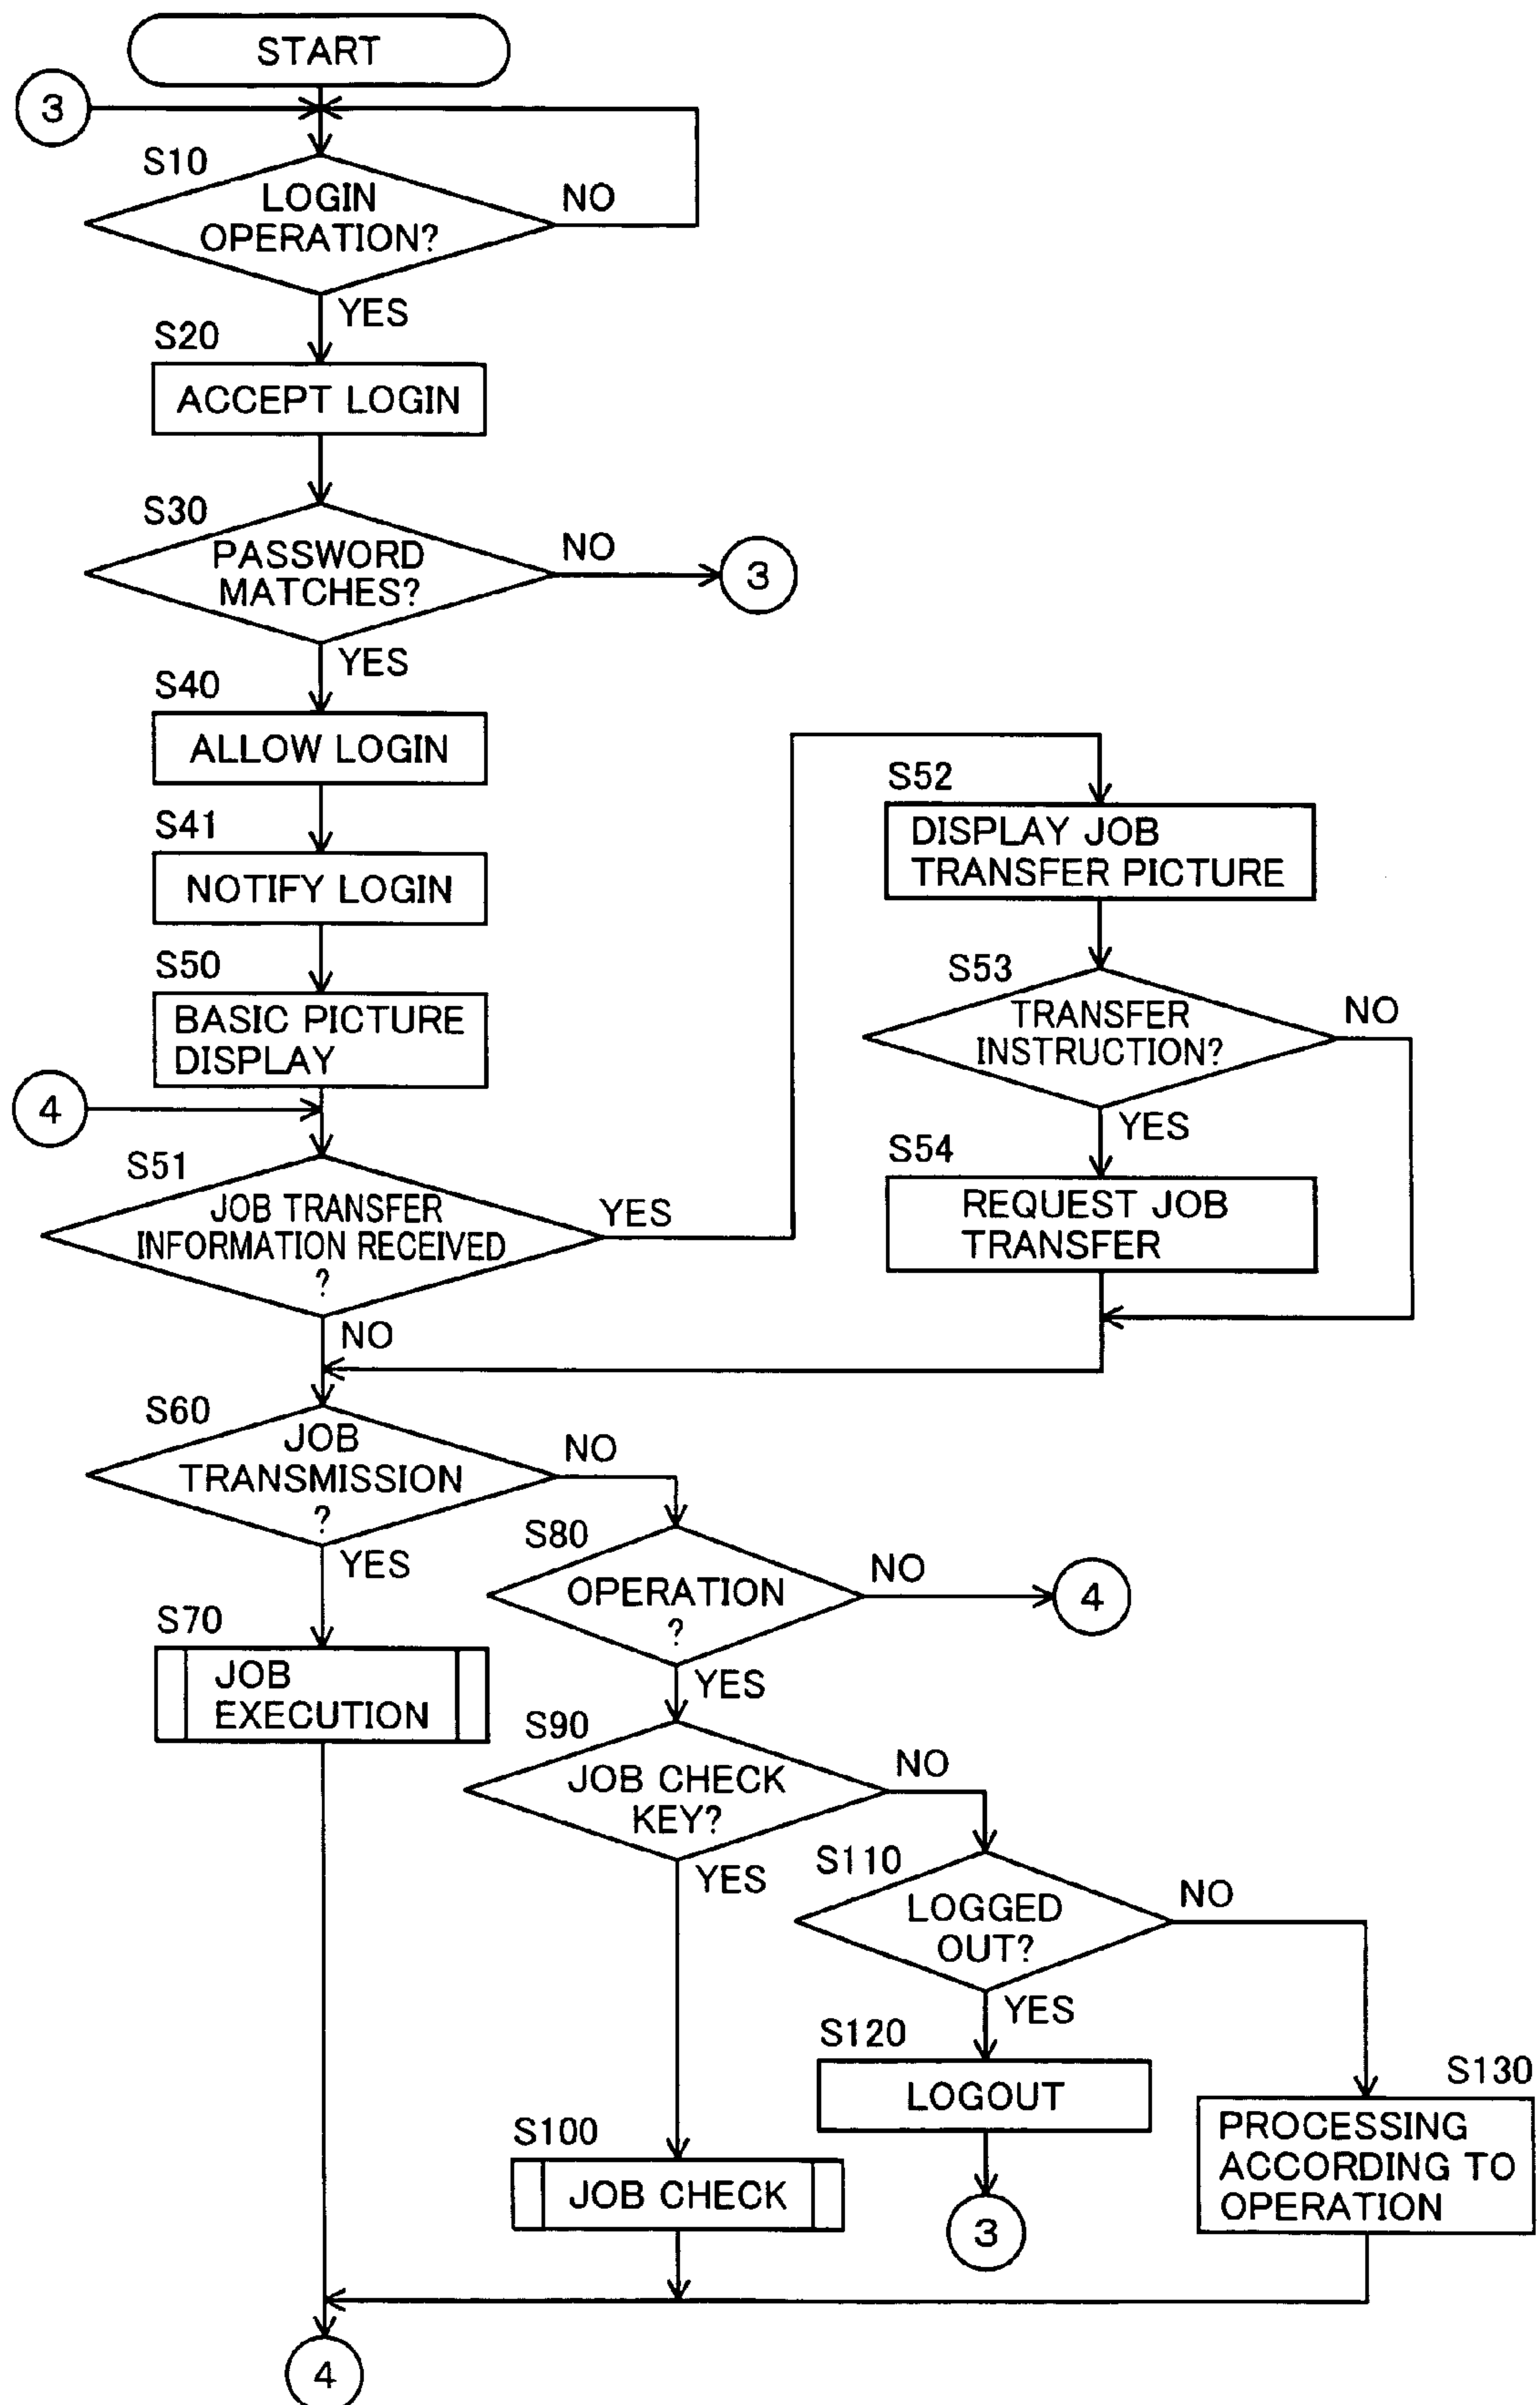 START
3
S10
LOGIN
OPERATION?
NO
YES
S20
ACCEPT LOGIN
S30
PASSWORD
MATCHES?
NO
3
YES
S40
ALLOW LOGIN
S41
NOTIFY LOGIN
S50
BASIC PICTURE
DISPLAY
4
S51
JOB TRANSFER
INFORMATION RECEIVED
?
YES
NO
S52
DISPLAY JOB
TRANSFER PICTURE
S53
TRANSFER
INSTRUCTION?
NO
YES
S54
REQUEST JOB
TRANSFER
S60
JOB
TRANSMISSION
?
NO
YES
S70
JOB
EXECUTION
S80
OPERATION
?
NO
4
YES
S90
JOB CHECK
KEY?
NO
YES
S100
JOB CHECK
S110
LOGGED
OUT?
NO
YES
S120
LOGOUT
3
S130
PROCESSING
ACCORDING TO
OPERATION
4